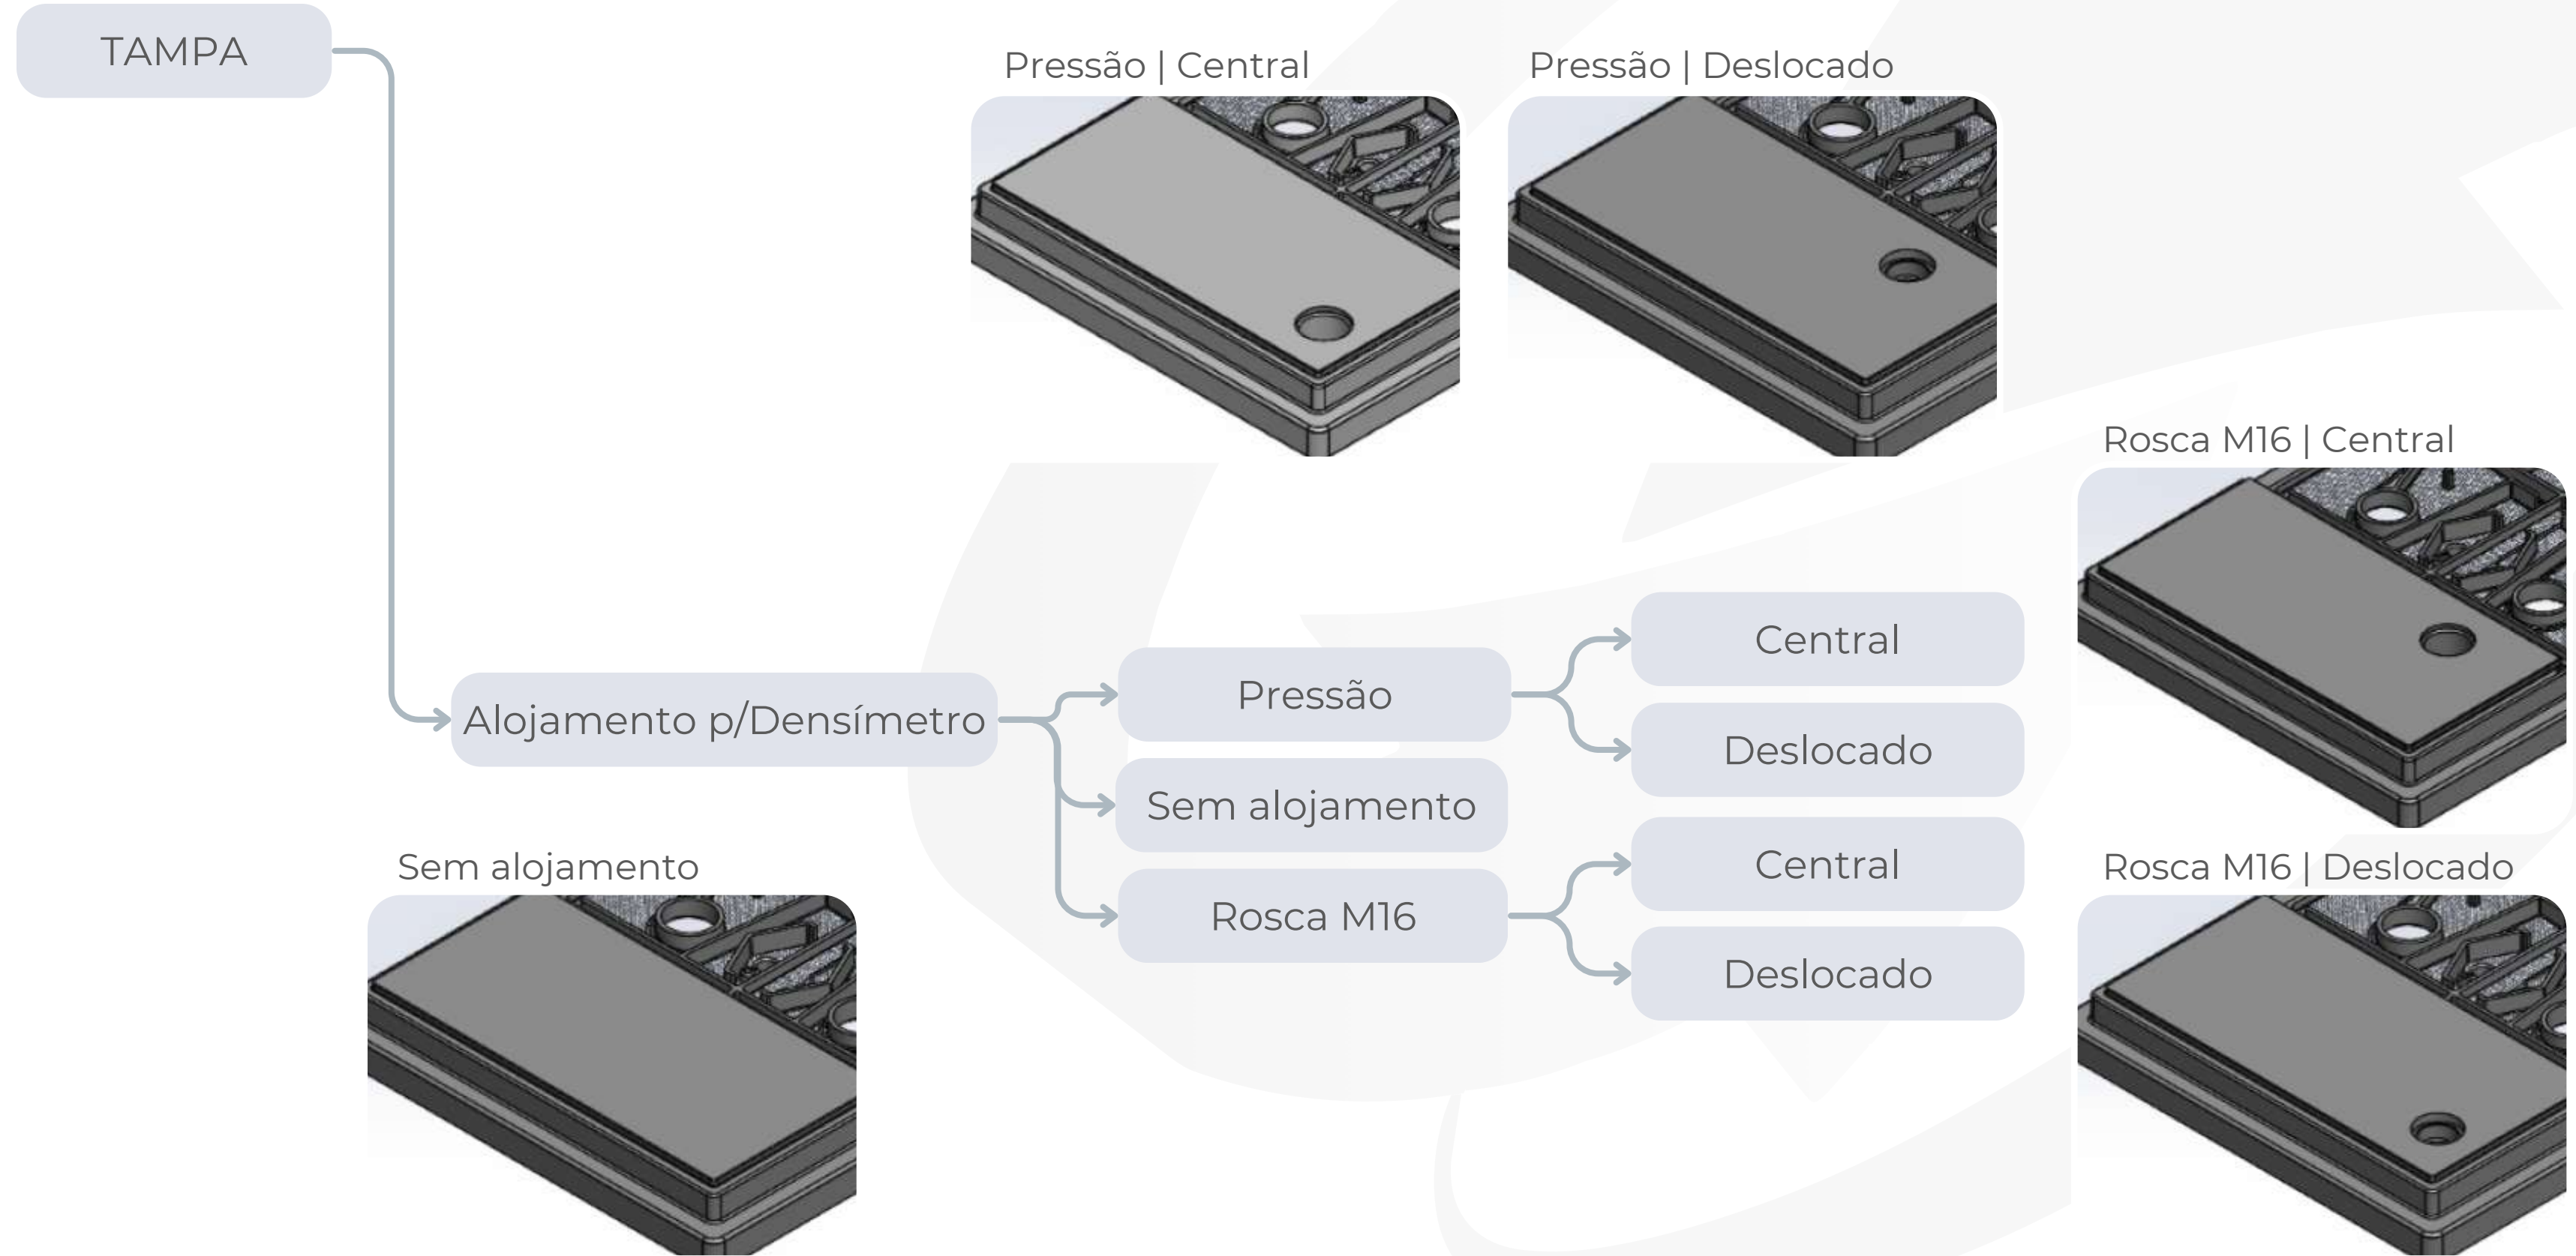 TAMPA
Pressão | Central
Pressão | Deslocado
Rosca M16 | Central
Alojamento p/Densímetro
Pressão
Central
Deslocado
Sem alojamento
Rosca M16
Central
Deslocado
Sem alojamento
Rosca M16 | Deslocado